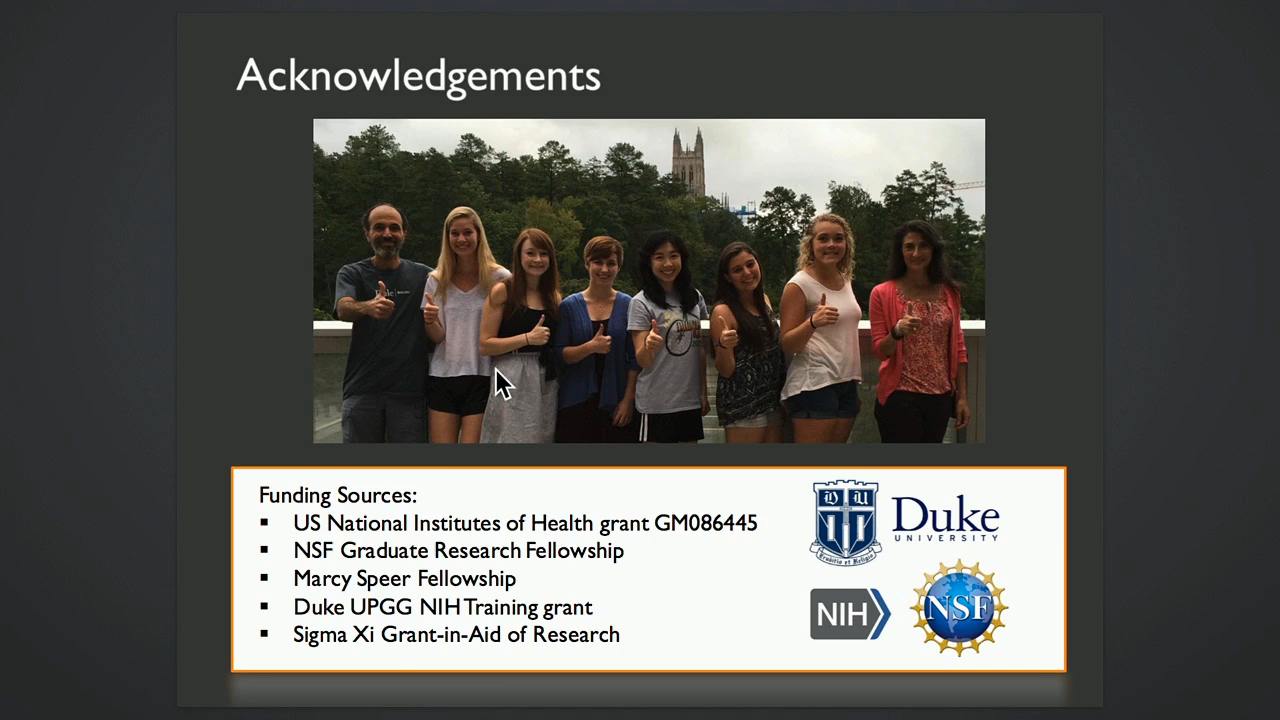 Acknowledgements
Funding Sources:
▪ US National Institutes of Health grant GM086445
▪ NSF Graduate Research Fellowship
▪ Marcy Speer Fellowship
▪ Duke UPGG NIH Training grant
▪ Sigma Xi Grant-in-Aid of Research
Duke
UNIVERSITY
NIH
NSF